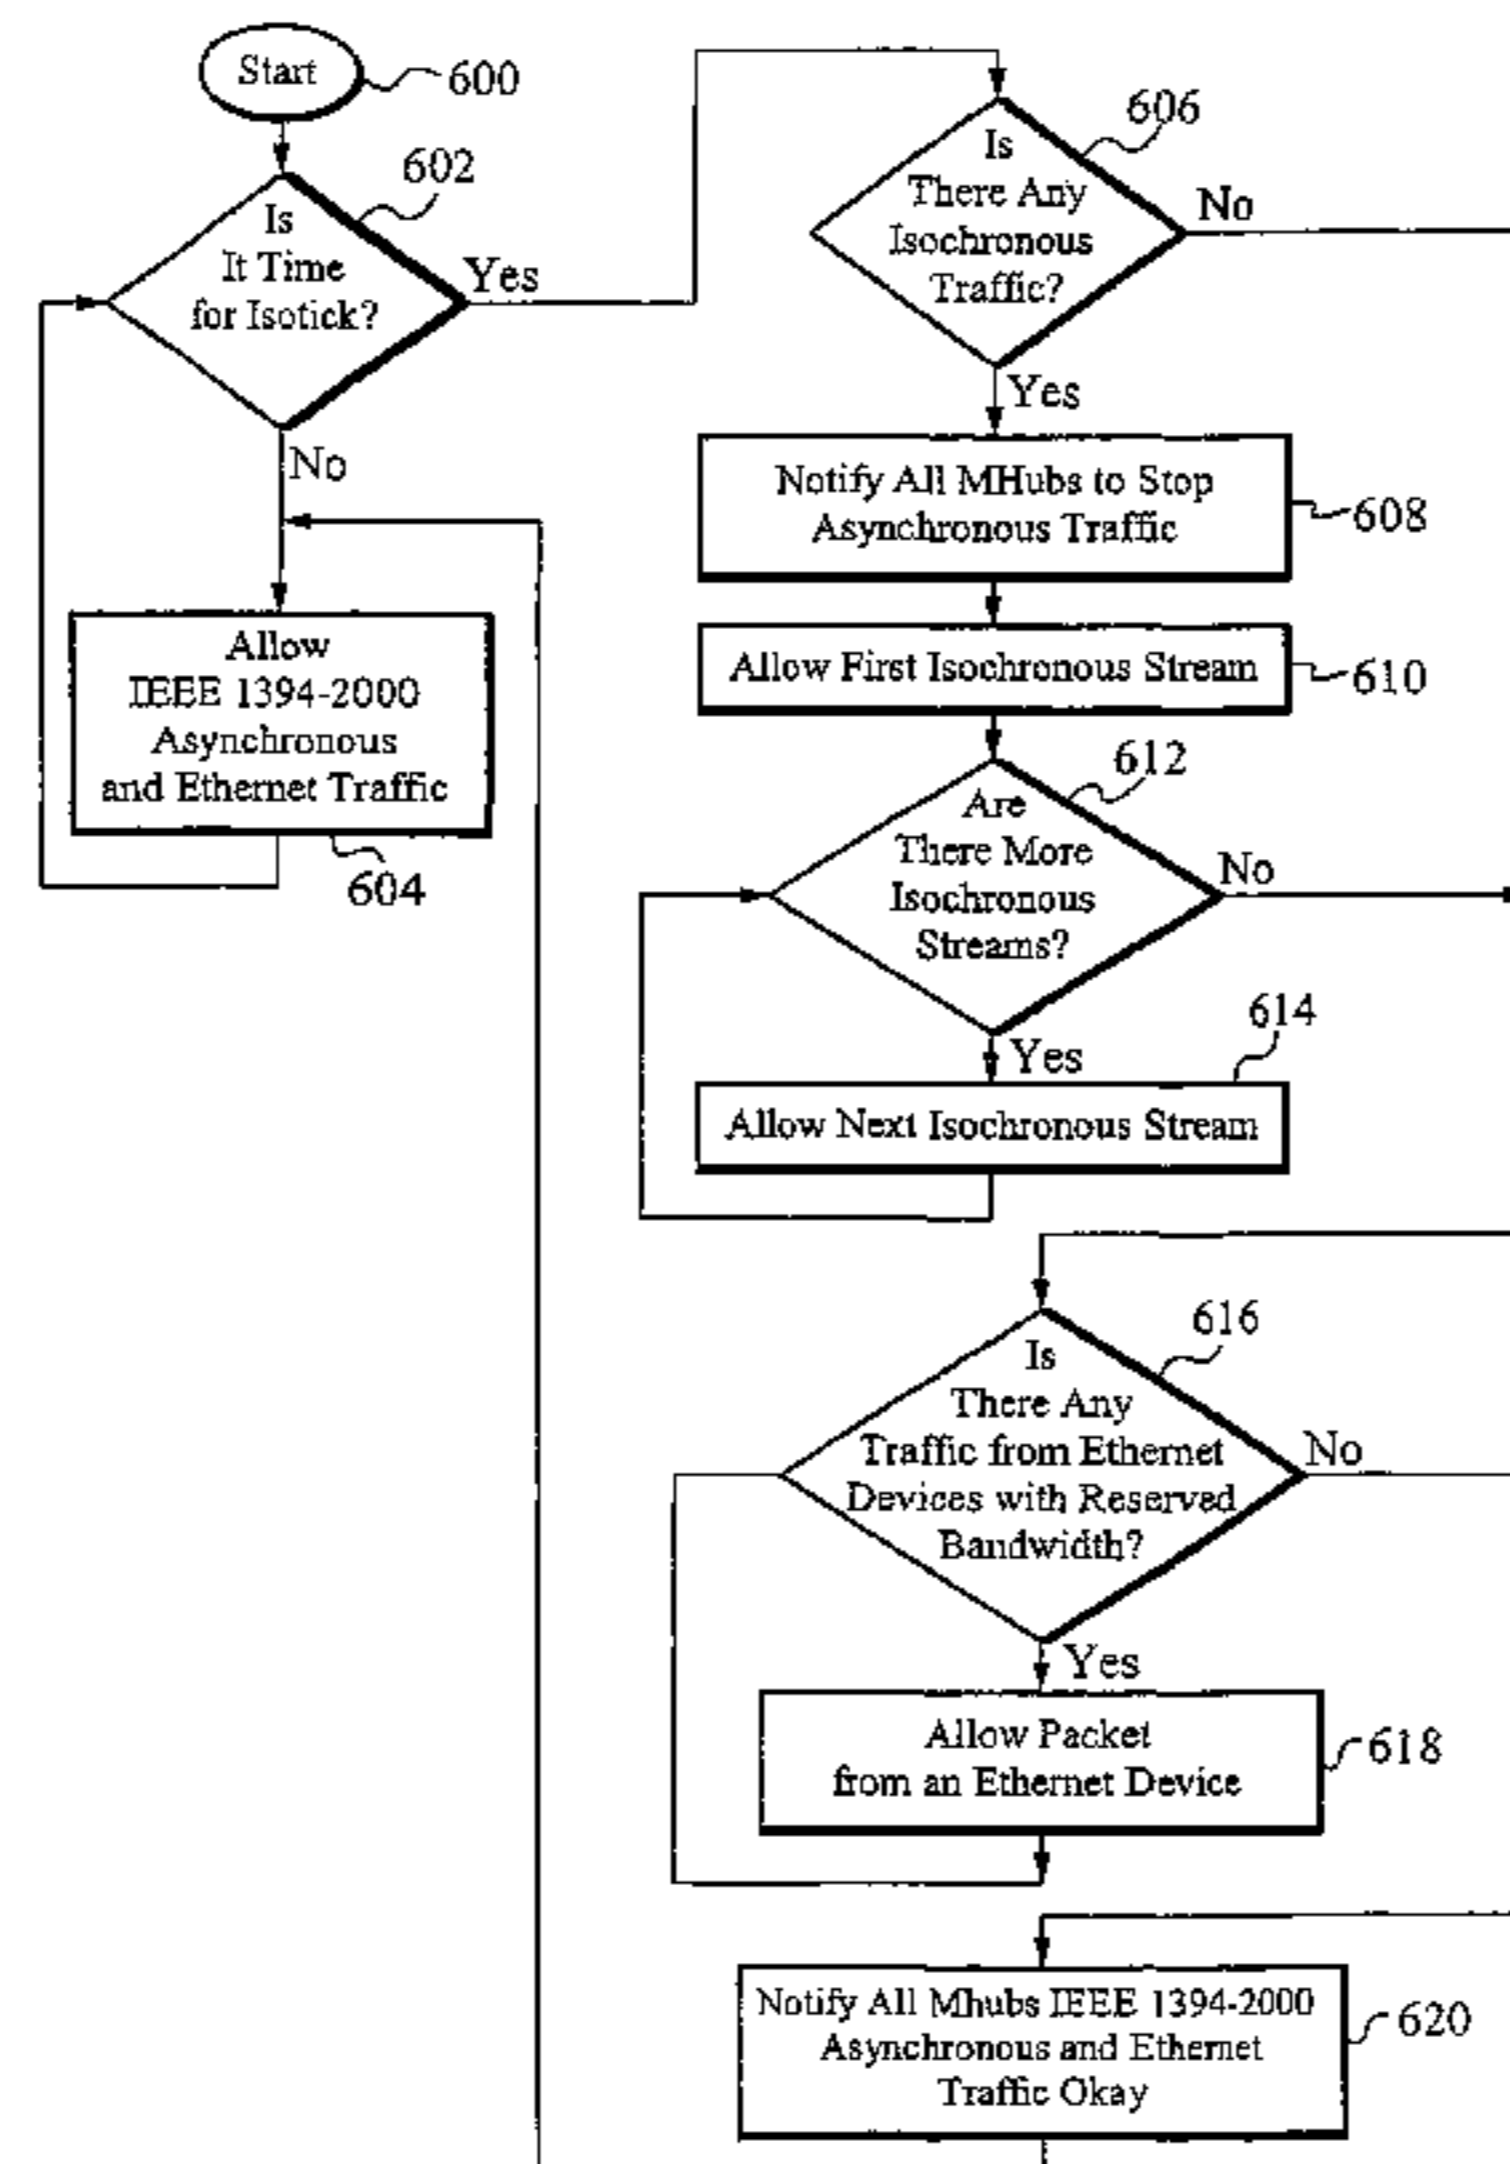 Start
600
602
Is
It Time
for Isotick?
Yes
No
Allow
IEEE 1394-2000
Asynchronous
and Ethernet Traffic
604
606
Is
There Any
Isochronous
Traffic?
No
Yes
Notify All MHubs to Stop
Asynchronous Traffic
608
Allow First Isochronous Stream
610
612
Are
There More
Isochronous
Streams?
No
Yes
614
Allow Next Isochronous Stream
616
Is
There Any
Traffic from Ethernet
Devices with Reserved
Bandwidth?
No
Yes
Allow Packet
from an Ethernet Device
618
Notify All Mhubs IEEE 1394-2000
Asynchronous and Ethernet
Traffic Okay
620